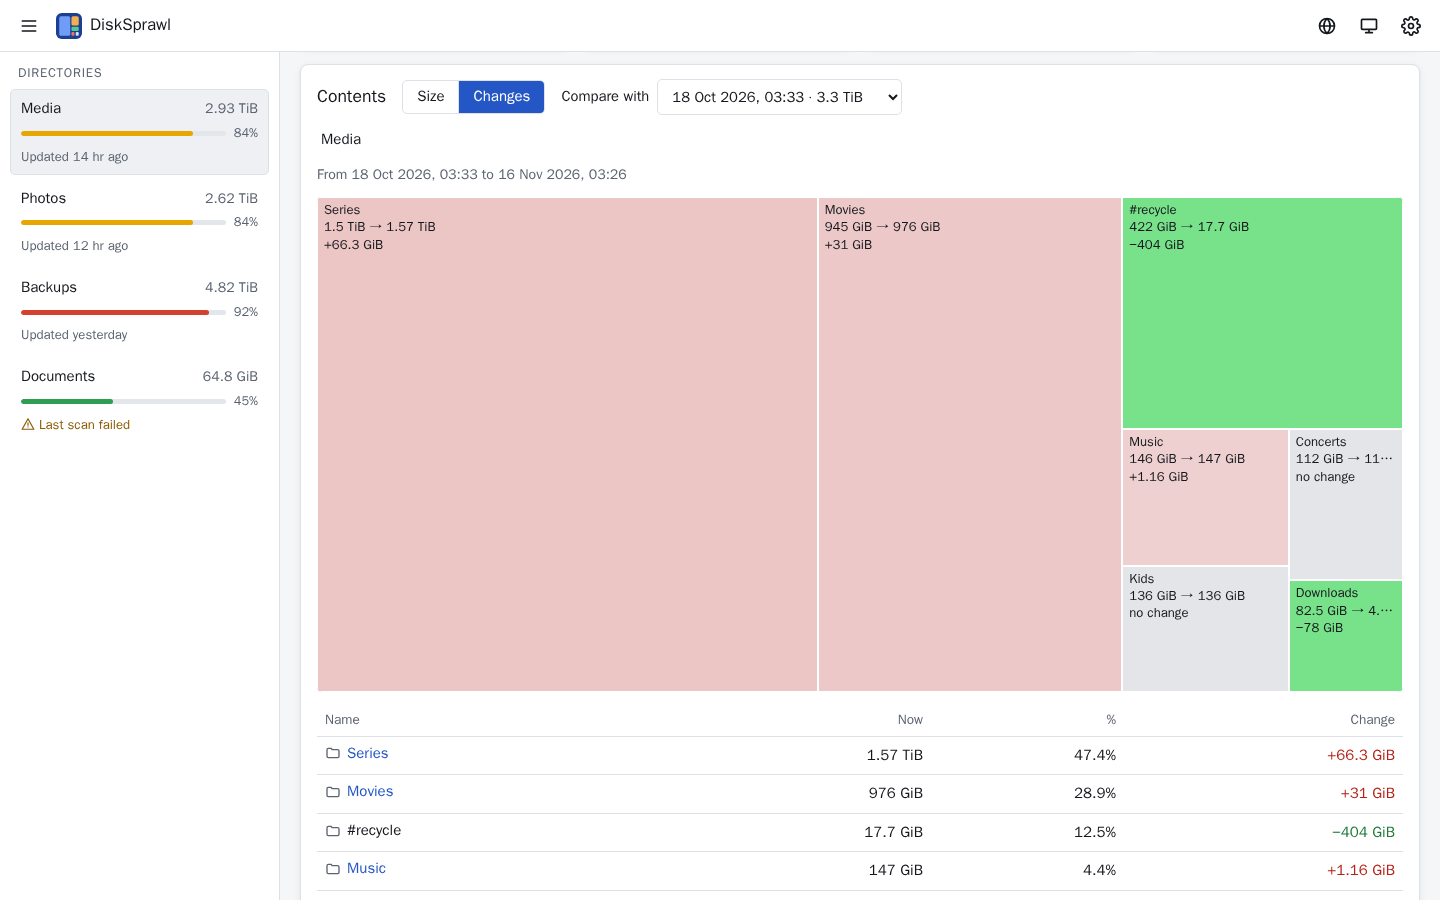 DiskSprawl
DIRECTORIES
Media 2.93 TiB
84%
Updated 14 hr ago
Photos 2.62 TiB
84%
Updated 12 hr ago
Backups 4.82 TiB
92%
Updated yesterday
Documents 64.8 GiB
45%
Last scan failed
Contents Size Changes Compare with 18 Oct 2026, 03:33 · 3.3 TiB
Media
From 18 Oct 2026, 03:33 to 16 Nov 2026, 03:26
Series
1.5 TiB → 1.57 TiB
+66.3 GiB
Movies
945 GiB → 976 GiB
+31 GiB
#recycle
422 GiB → 17.7 GiB
−404 GiB
Music
146 GiB → 147 GiB
+1.16 GiB
Concerts
112 GiB → 11…
no change
Kids
136 GiB → 136 GiB
no change
Downloads
82.5 GiB → 4.…
−78 GiB
Name Now % Change
Series 1.57 TiB 47.4% +66.3 GiB
Movies 976 GiB 28.9% +31 GiB
#recycle 17.7 GiB 12.5% −404 GiB
Music 147 GiB 4.4% +1.16 GiB